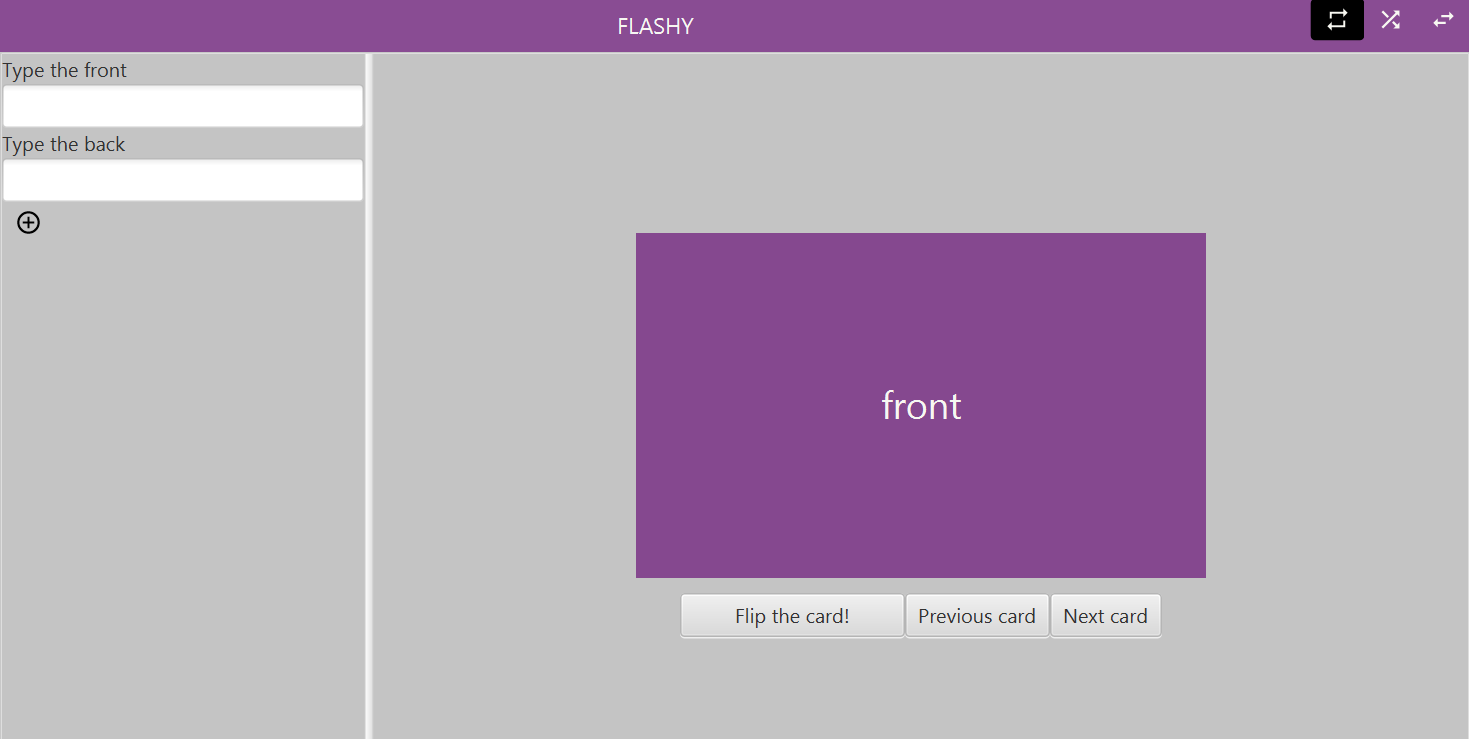 FLASHY
Type the front
Type the back
front
Flip the card!
Previous card
Next card